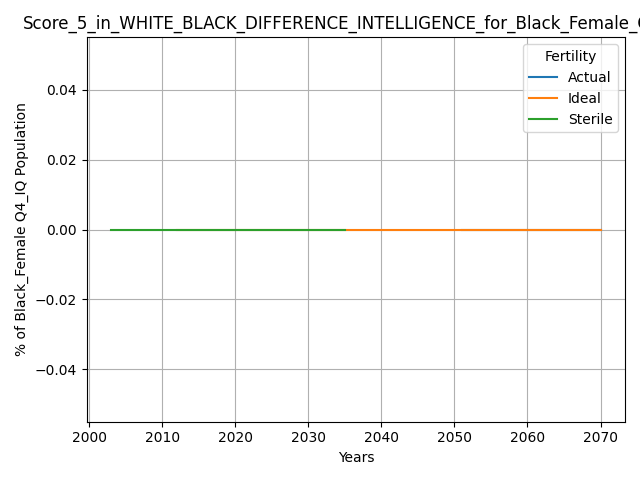 Score_5_in_WHITE_BLACK_DIFFERENCE_INTELLIGENCE_for_Black_Female_
Fertility
Actual
Ideal
Sterile
% of Black_Female Q4_IQ Population
0.04
0.02
0.00
−0.02
−0.04
2000 2010 2020 2030 2040 2050 2060 2070
Years